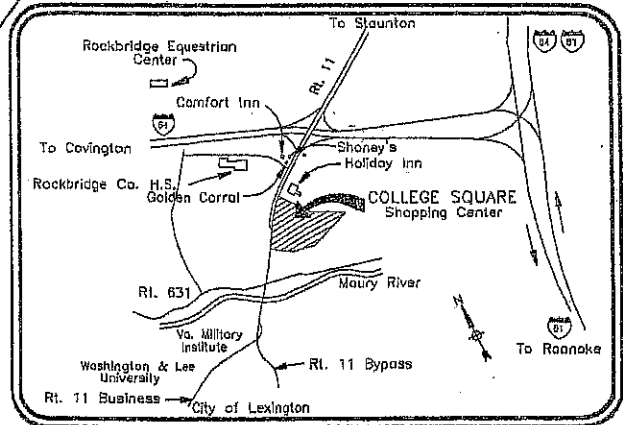 To Staunton
Rockbridge Equestrian
Center
64 81
Rt. 11
Comfort Inn
64
To Covington
Shoney's
Holiday Inn
Rockbridge Co. H.S.
Golden Corral
COLLEGE SQUARE
Shopping Center
Rt. 631
Maury River
N
Va. Military
Institute
81
To Roanoke
Washington & Lee
University
Rt. 11 Bypass
Rt. 11 Business
City of Lexington